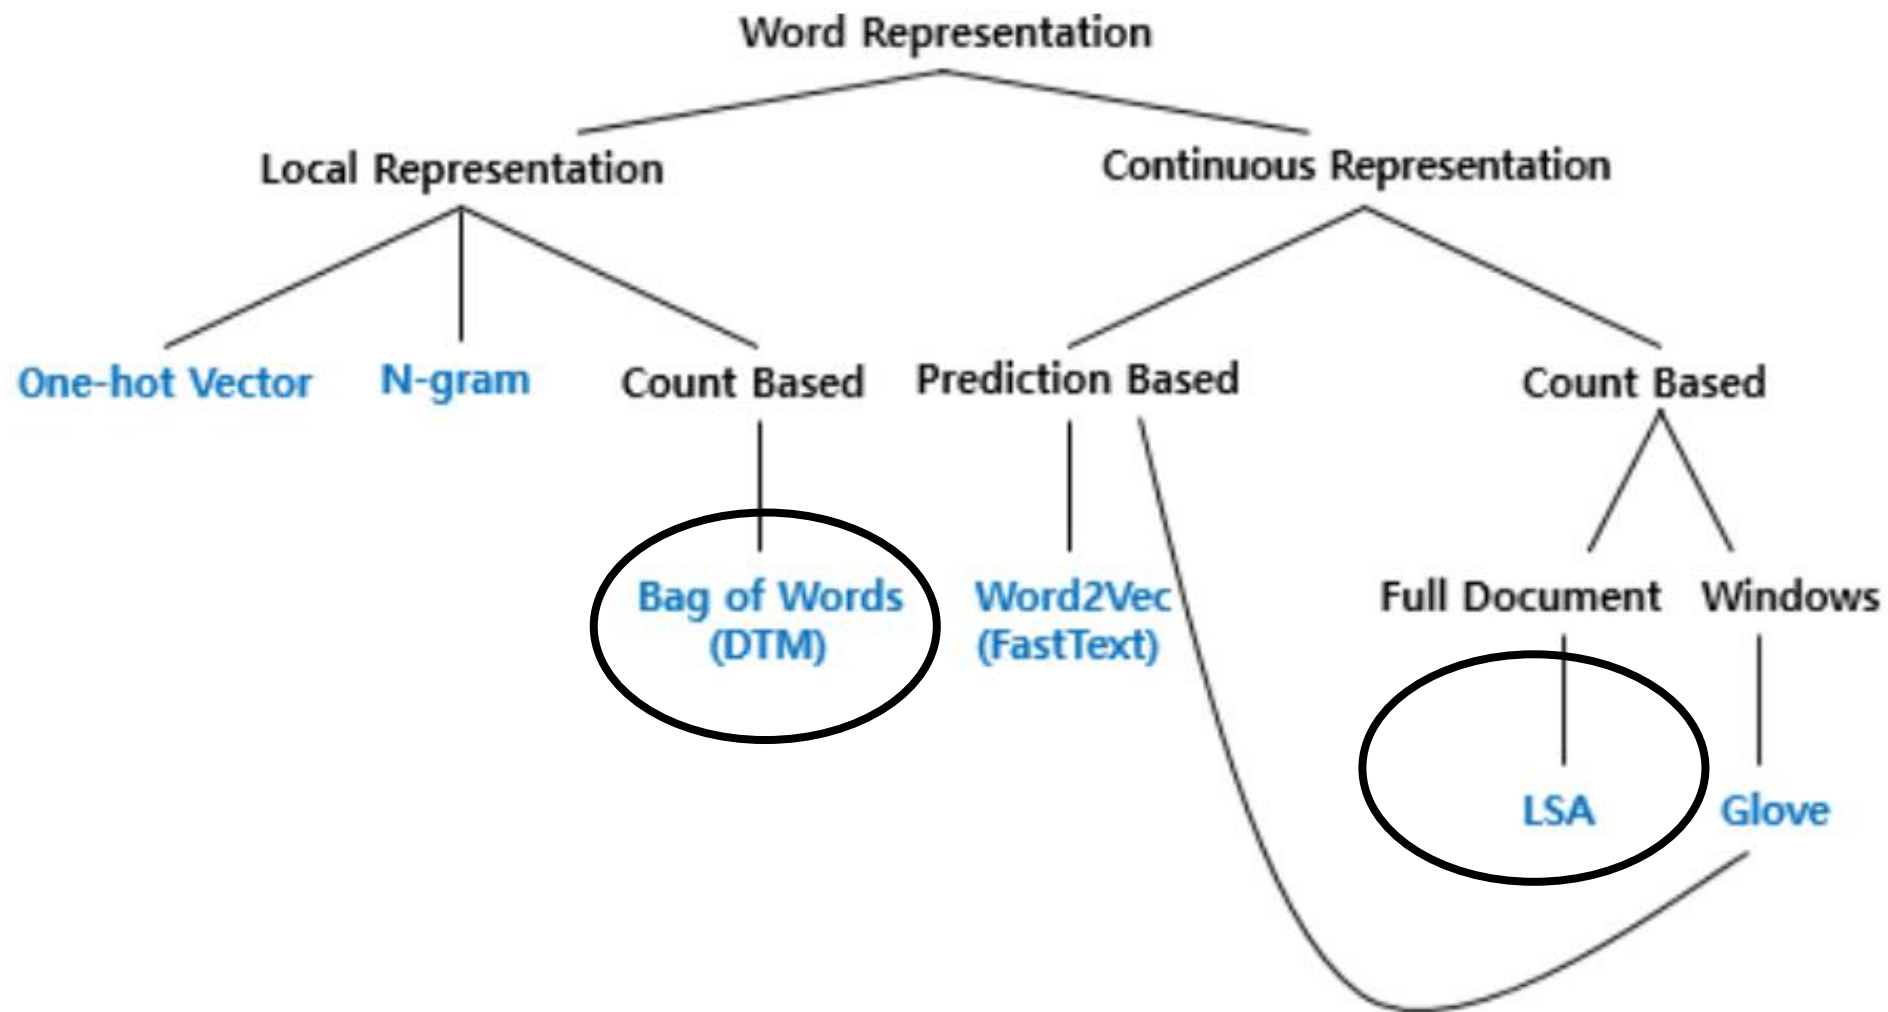 Word Representation
Local Representation
Continuous Representation
One-hot Vector
N-gram
Count Based
Prediction Based
Count Based
Bag of Words
(DTM)
Word2Vec
(FastText)
Full Document
Windows
LSA
Glove